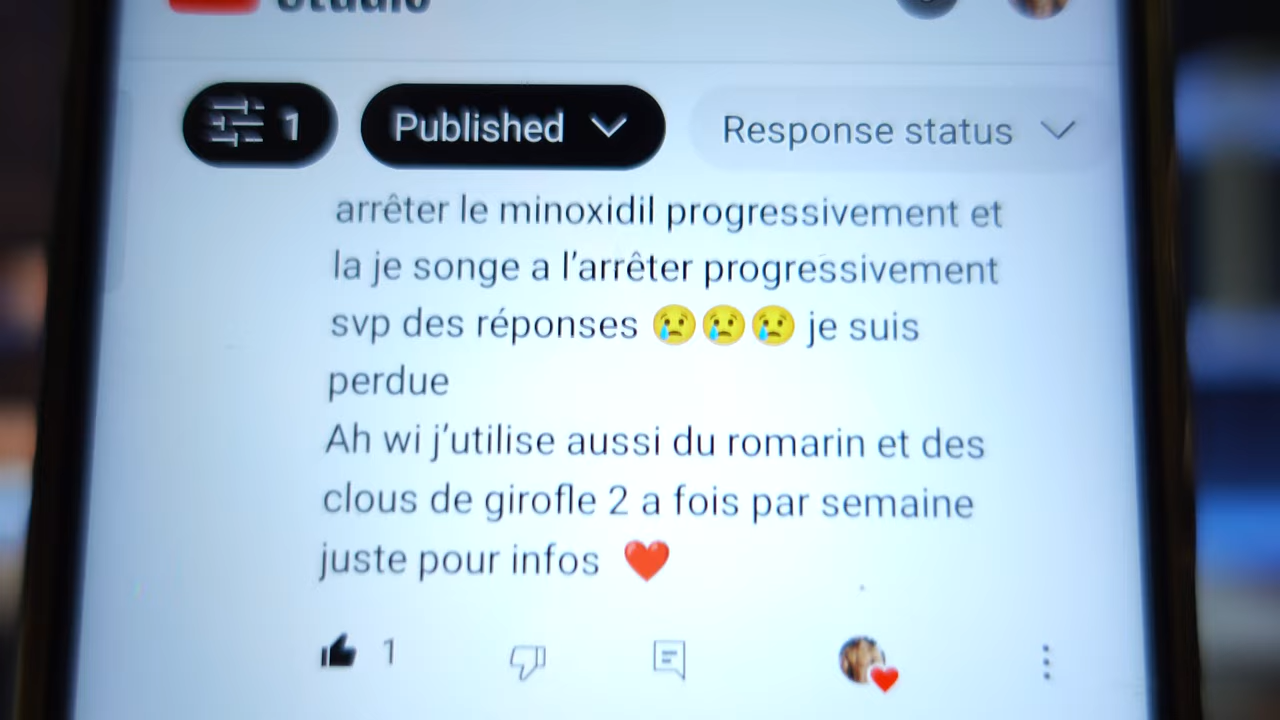 Studio
1
Published
Response status
arrêter le minoxidil progressivement et
la je songe a l'arrêter progressivement
svp des réponses 😢😢😢 je suis
perdue
Ah wi j'utilise aussi du romarin et des
clous de girofle 2 a fois par semaine
juste pour infos ❤️
1